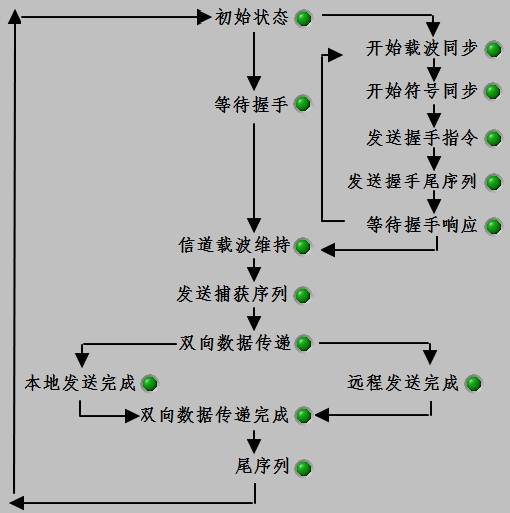 初始状态
开始载波同步
开始符号同步
等待握手
发送握手指令
发送握手尾序列
等待握手响应
信道载波维持
发送捕获序列
双向数据传递
本地发送完成
远程发送完成
双向数据传递完成
尾序列